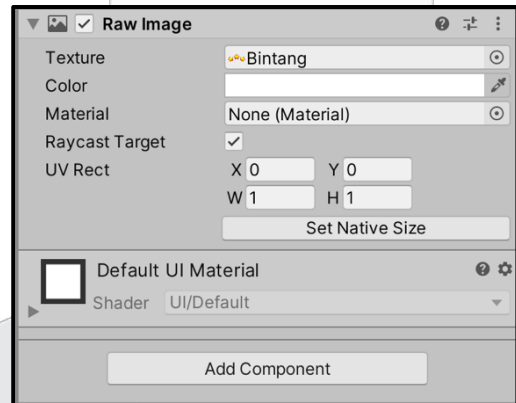 Raw Image
Texture Bintang
Color
Material None (Material)
Raycast Target
UV Rect X 0 Y 0
W 1 H 1
Set Native Size
Default UI Material
Shader UI/Default
Add Component